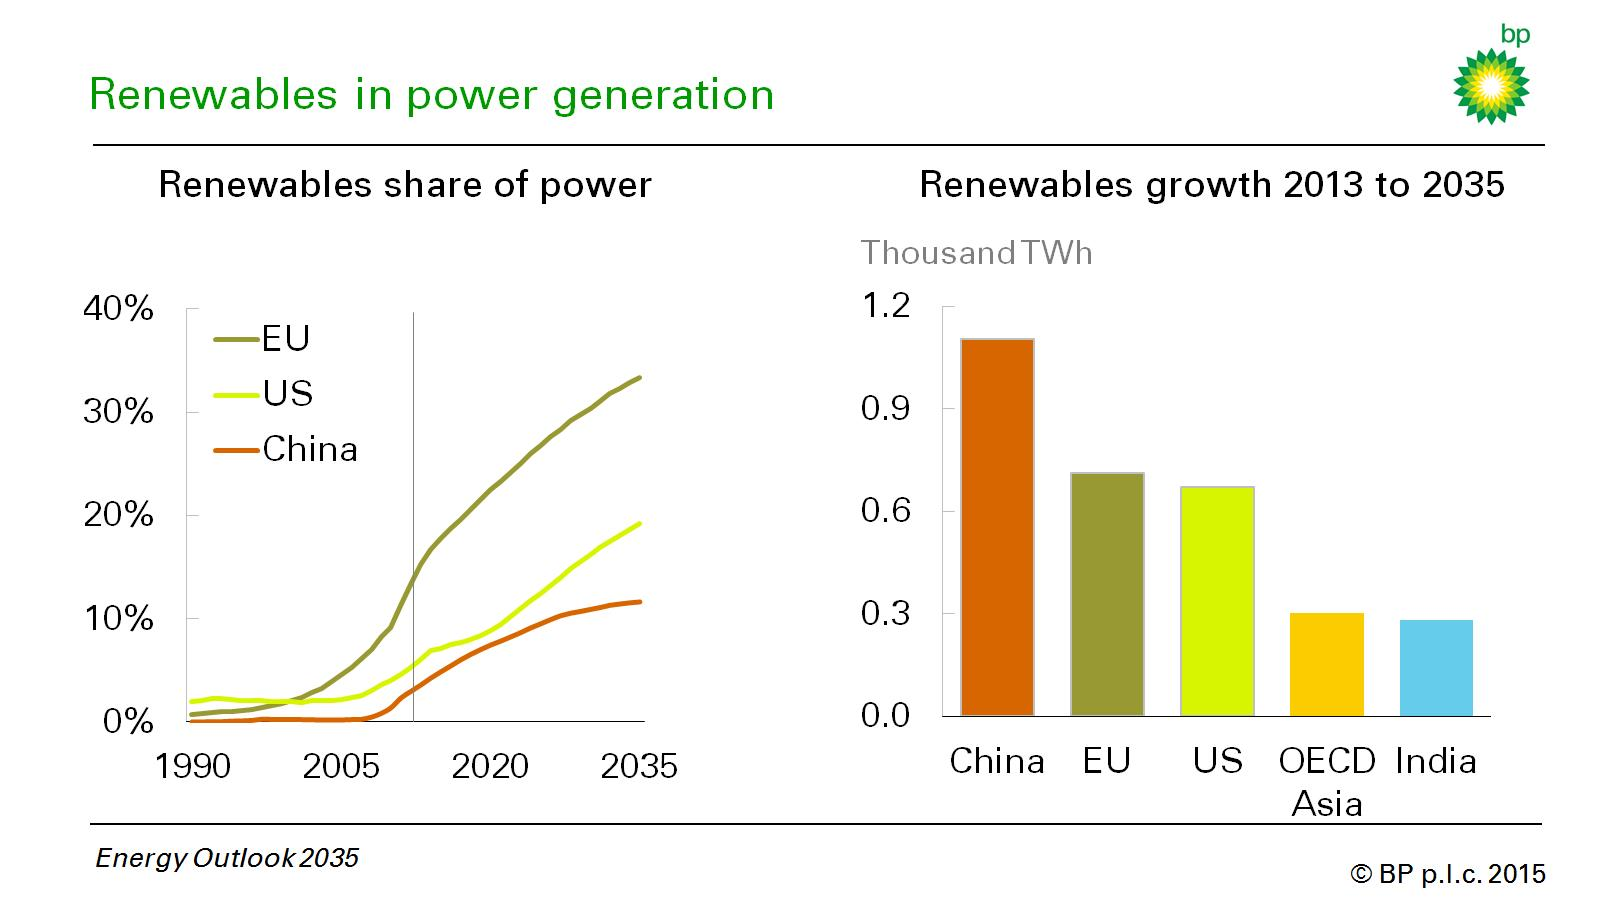 bp
Renewables in power generation
Renewables share of power
40%
30%
20%
10%
0%
EU
US
China
1990 2005 2020 2035
Renewables growth 2013 to 2035
Thousand TWh
1.2
0.9
0.6
0.3
0.0
China EU US OECD India
Asia
Energy Outlook 2035
© BP p.l.c. 2015